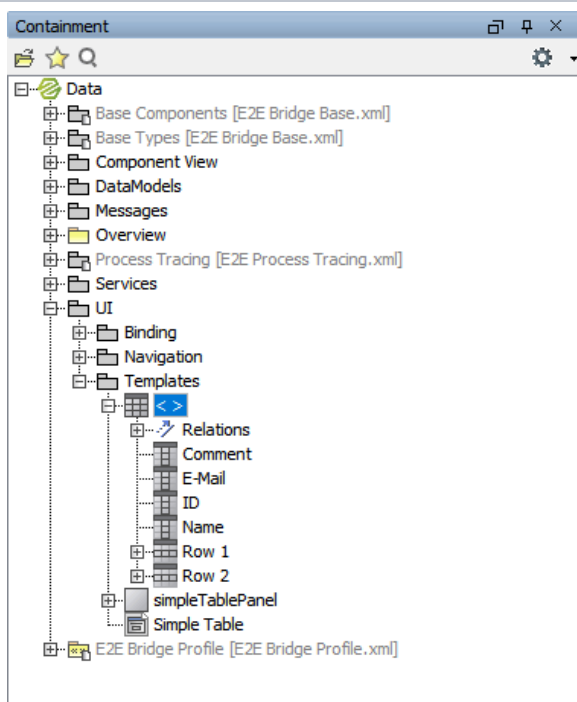 Containment
Data
Base Components [E2E Bridge Base.xml]
Base Types [E2E Bridge Base.xml]
Component View
DataModels
Messages
Overview
Process Tracing [E2E Process Tracing.xml]
Services
UI
Binding
Navigation
Templates
< >
Relations
Comment
E-Mail
ID
Name
Row 1
Row 2
simpleTablePanel
Simple Table
E2E Bridge Profile [E2E Bridge Profile.xml]